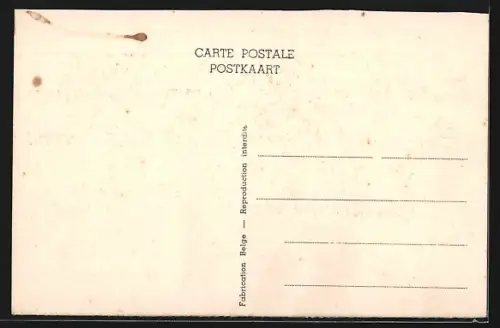 CARTE POSTALE
POSTKAART
Fabrication Belge — Reproduction interdite